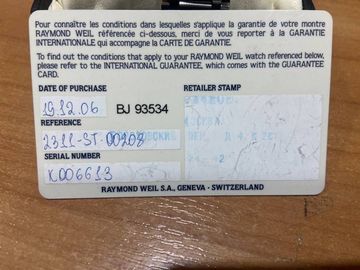 Pour connaître les conditions dans lesquelles s'applique la garantie de votre montre
RAYMOND WEIL référencée ci-dessous, merci de vous reporter à la GARANTIE
INTERNATIONALE qui accompagne la CARTE DE GARANTIE.
To find out the conditions that apply to your RAYMOND WEIL watch referenced below,
please refer to the INTERNATIONAL GUARANTEE, which comes with the GUARANTEE
CARD.
DATE OF PURCHASE
RETAILER STAMP
19.12.06
BJ 93534
REFERENCE
2311-ST-00208
SERIAL NUMBER
K006613
RAYMOND WEIL S.A., GENEVA - SWITZERLAND